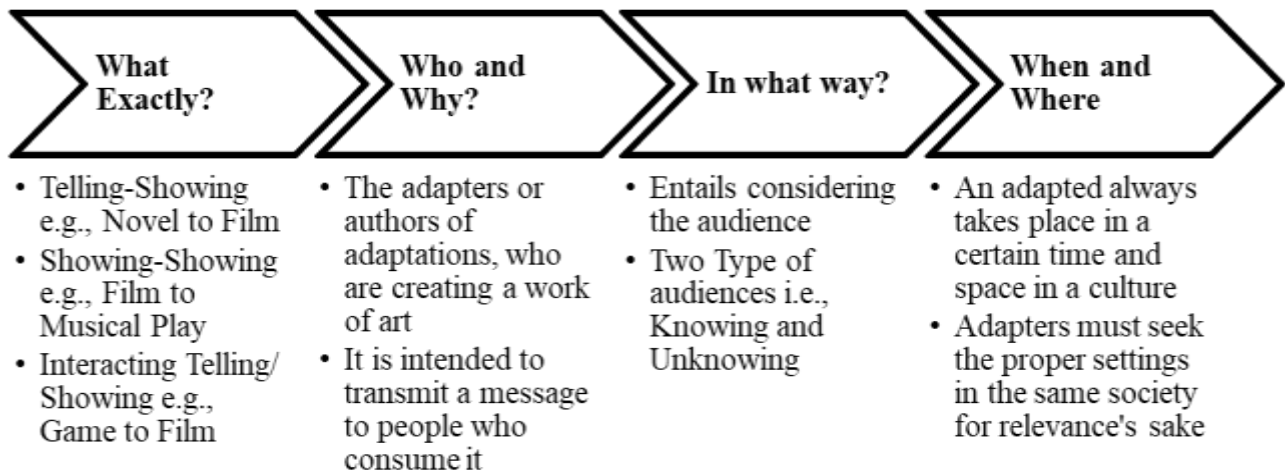 What
Exactly?
• Telling-Showing
e.g., Novel to Film
• Showing-Showing
e.g., Film to
Musical Play
• Interacting Telling/
Showing e.g.,
Game to Film
Who and
Why?
• The adapters or
authors of
adaptations, who
are creating a work
of art
• It is intended to
transmit a message
to people who
consume it
In what way?
• Entails considering
the audience
• Two Type of
audiences i.e.,
Knowing and
Unknowing
When and
Where
• An adapted always
takes place in a
certain time and
space in a culture
• Adapters must seek
the proper settings
in the same society
for relevance's sake